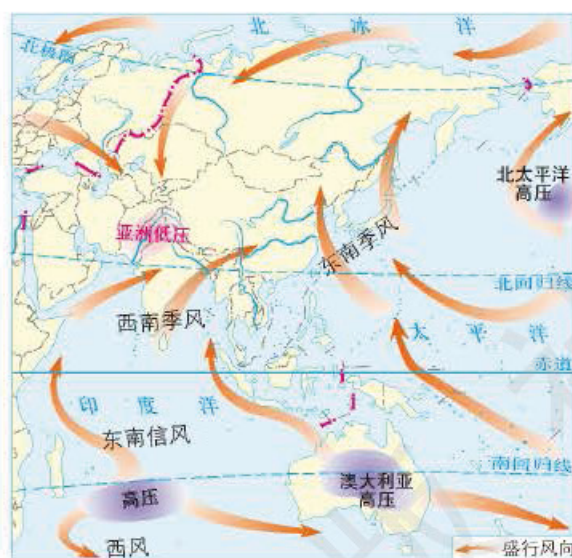 北冰洋
北极圈
北太平洋
高压
亚洲低压
东南季风
北回归线
西南季风
太平洋
赤道
印度洋
东南信风
南回归线
澳大利亚
高压
高压
西风
盛行风向